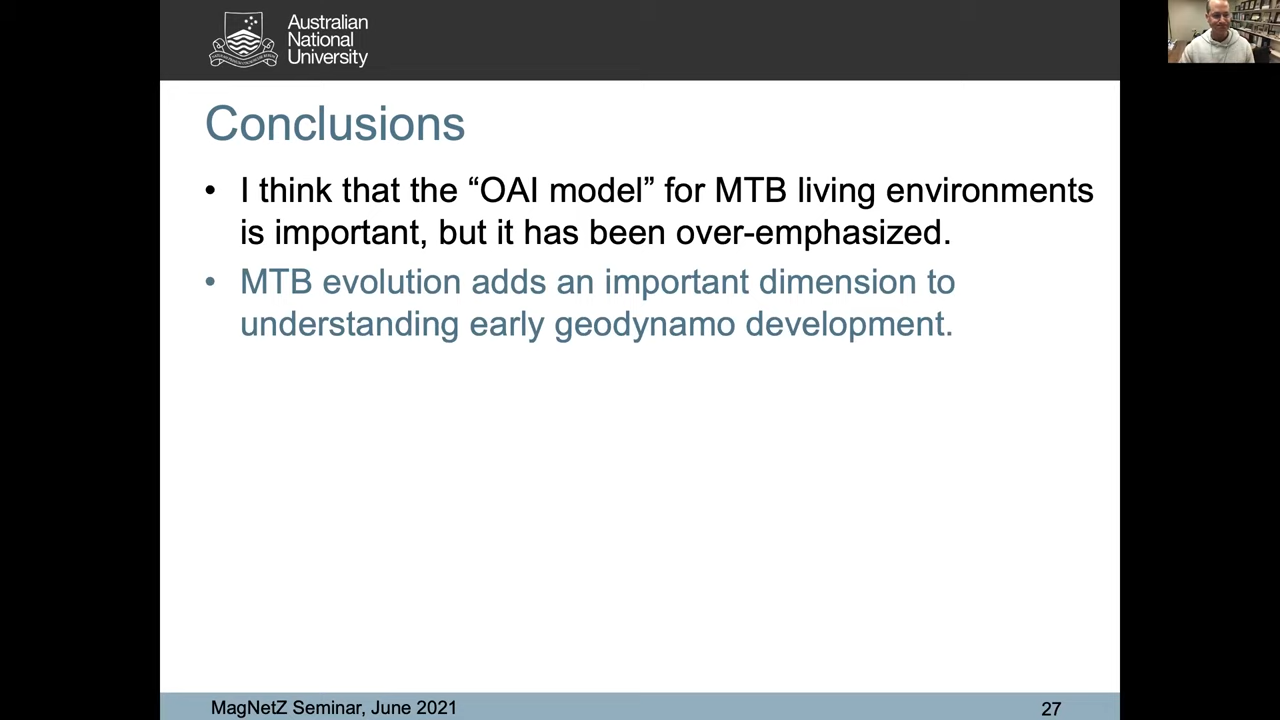 Australian
National
University
Conclusions
• I think that the “OAI model” for MTB living environments
is important, but it has been over-emphasized.
• MTB evolution adds an important dimension to
understanding early geodynamo development.
MagNetZ Seminar, June 2021
27